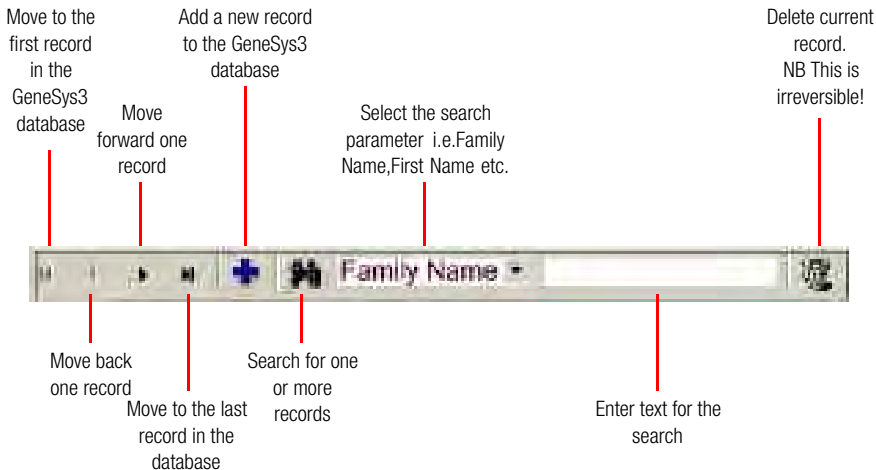 Move to the
first record
in the
GeneSys3
database
Add a new record
to the GeneSys3
database
Delete current
record.
NB This is
irreversible!
Move
forward one
record
Select the search
parameter i.e.Family
Name,First Name etc.
Family Name
Move back
one record
Search for one
or more
records
Move to the last
record in the
database
Enter text for the
search